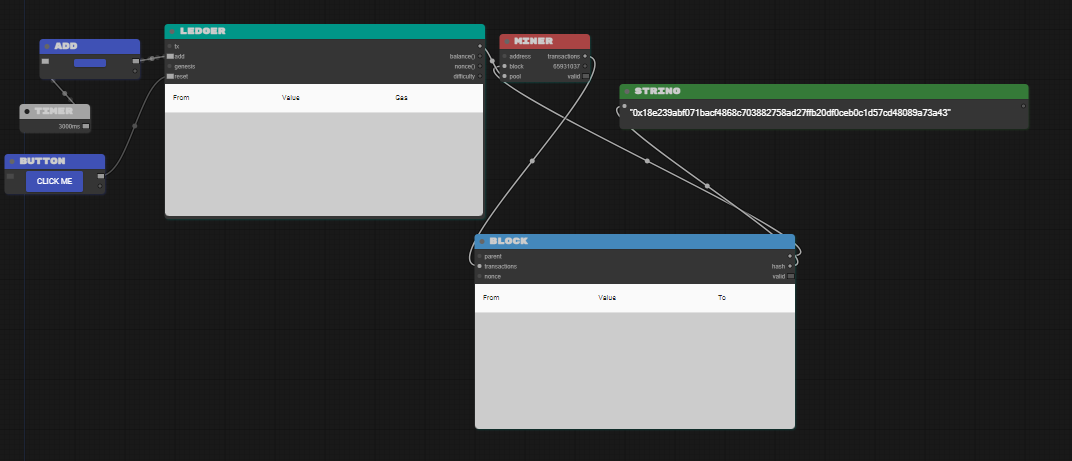 ADD
TIMER
3000ms
BUTTON
CLICK ME
LEDGER
tx
add
balance()
genesis
nonce()
reset
difficulty
From Value Gas
MINER
address transactions
block 65931037
pool valid
STRING
"0x18e239abf071bacf4868c703882758ad27ffb20df0ceb0c1d57cd48089a73a43"
BLOCK
parent
transactions hash
nonce valid
From Value To